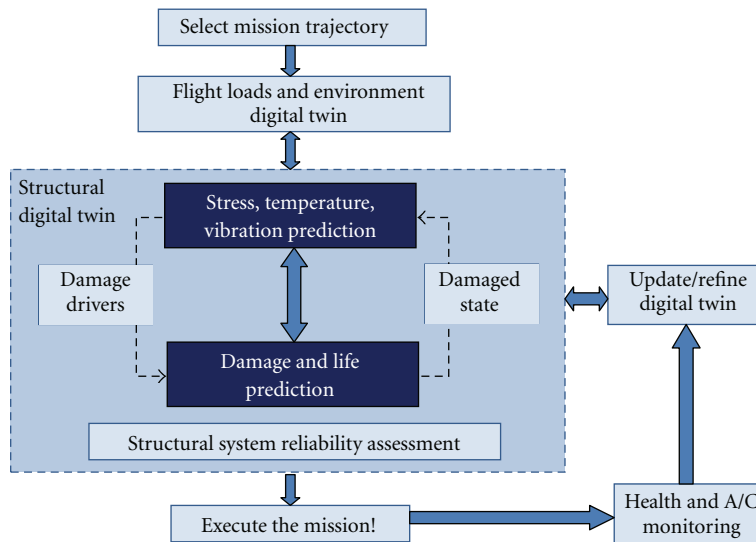 Select mission trajectory
Flight loads and environment
digital twin
Structural
digital twin
Stress, temperature,
vibration prediction
Damage
drivers
Damaged
state
Damage and life
prediction
Structural system reliability assessment
Update/refine
digital twin
Execute the mission!
Health and A/C
monitoring